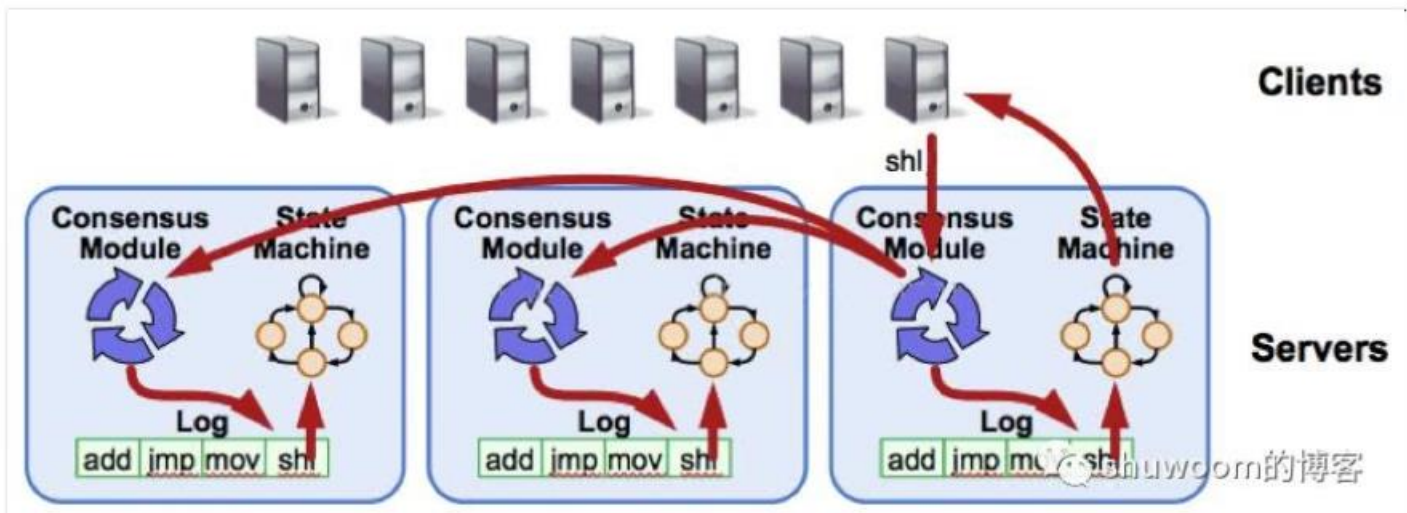 Clients
shl
Consensus Module
State Machine
Consensus Module
State Machine
Consensus Module
State Machine
Servers
Log
add jmp mov shl
Log
add jmp mov shl
Log
add jmp
shuwoom的博客